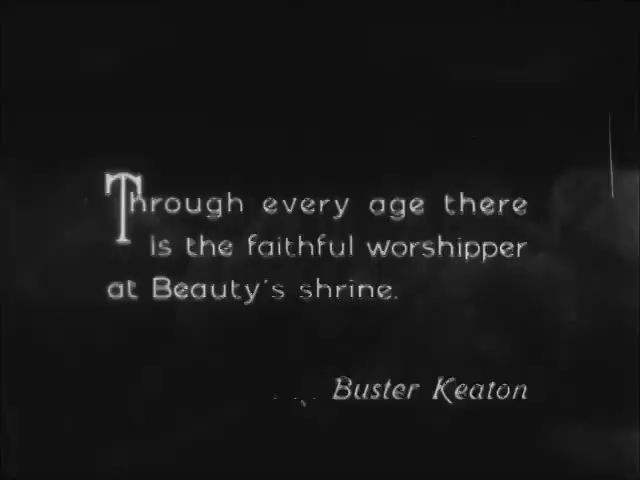 Through every age there
is the faithful worshipper
at Beauty's shrine.
Buster Keaton